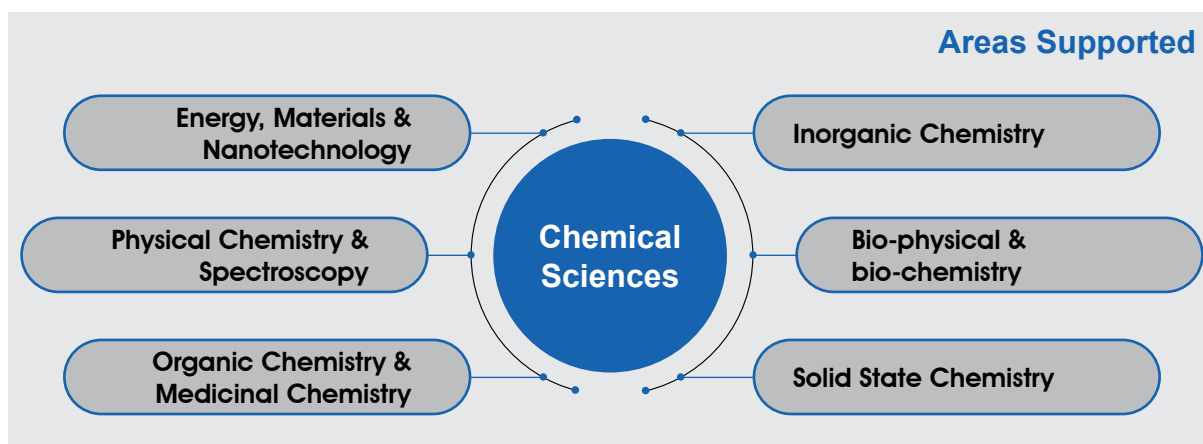 Areas Supported
Energy, Materials &
Nanotechnology
Physical Chemistry &
Spectroscopy
Organic Chemistry &
Medicinal Chemistry
Chemical
Sciences
Inorganic Chemistry
Bio-physical &
bio-chemistry
Solid State Chemistry